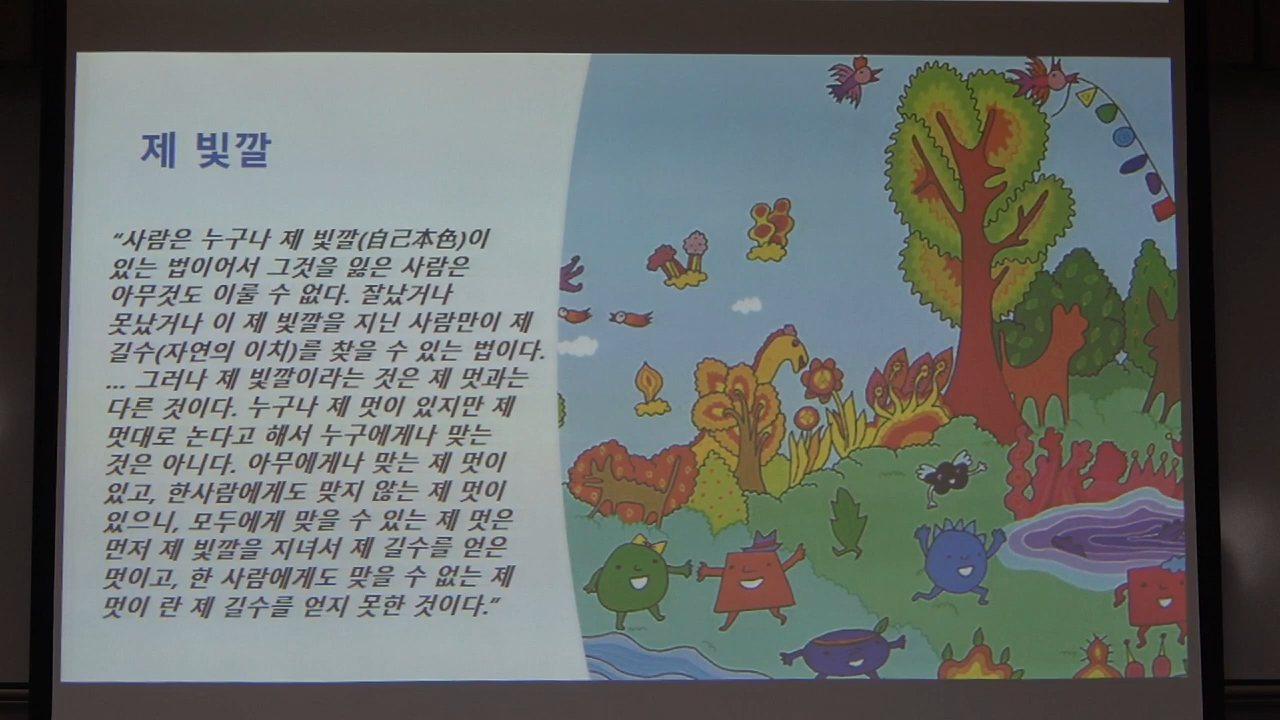 제 빛깔
“사람은 누구나 제 빛깔(自己本色)이
있는 법이어서 그것을 잃은 사람은
아무것도 이룰 수 없다. 잘났거나
못났거나 이 제 빛깔을 지닌 사람만이 제
길수(자연의 이치)를 찾을 수 있는 법이다.
... 그러나 제 빛깔이라는 것은 제 멋과는
다른 것이다. 누구나 제 멋이 있지만 제
멋대로 논다고 해서 누구에게나 맞는
것은 아니다. 아무에게나 맞는 제 멋이
있고, 한사람에게도 맞지 않는 제 멋이
있으니, 모두에게 맞을 수 있는 제 멋은
먼저 제 빛깔을 지녀서 제 길수를 얻은
멋이고, 한 사람에게도 맞을 수 없는 제
멋이 란 제 길수를 얻지 못한 것이다.”